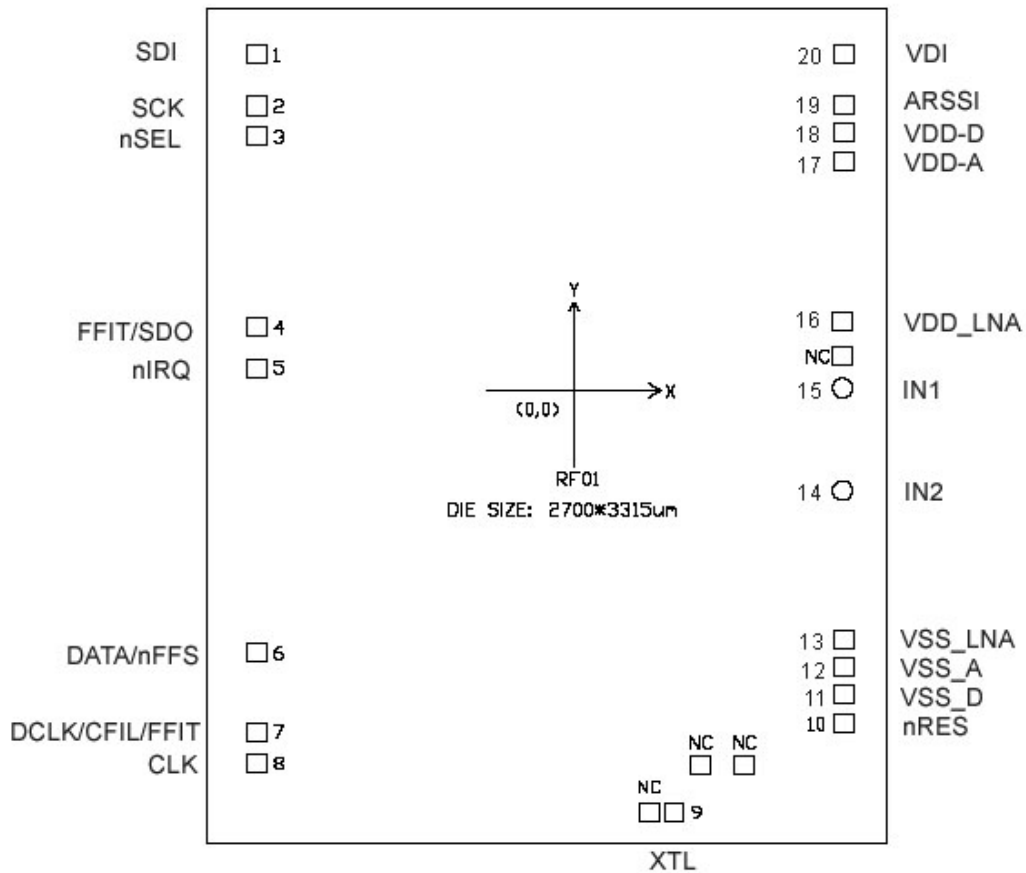 SDI 1 20 VDI
SCK 2 19 ARSSI
nSEL 3 18 VDD-D
17 VDD-A
Y
FFIT/SDO 4 16 VDD_LNA
NC
nIRQ 5 15 IN1
X
(0,0)
RF01
14 IN2
DIE SIZE: 2700*3315um
DATA/nFFS 6 13 VSS_LNA
12 VSS_A
11 VSS_D
DCLK/CFIL/FFIT 7 10 nRES
NC NC
CLK 8
NC
9
XTL